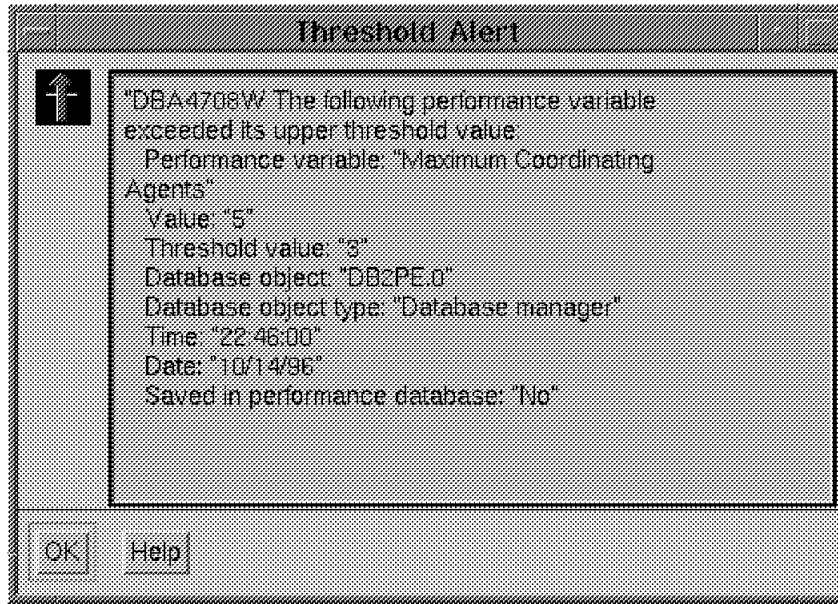 Threshold Alert
"DBA4708W The following performance variable
exceeded its upper threshold value:
Performance variable: "Maximum Coordinating
Agents"
Value: "5"
Threshold value: "3"
Database object: "DB2PE.0"
Database object type: "Database manager"
Time: "22:46:00"
Date: "10/14/96"
Saved in performance database: "No"
OK
Help